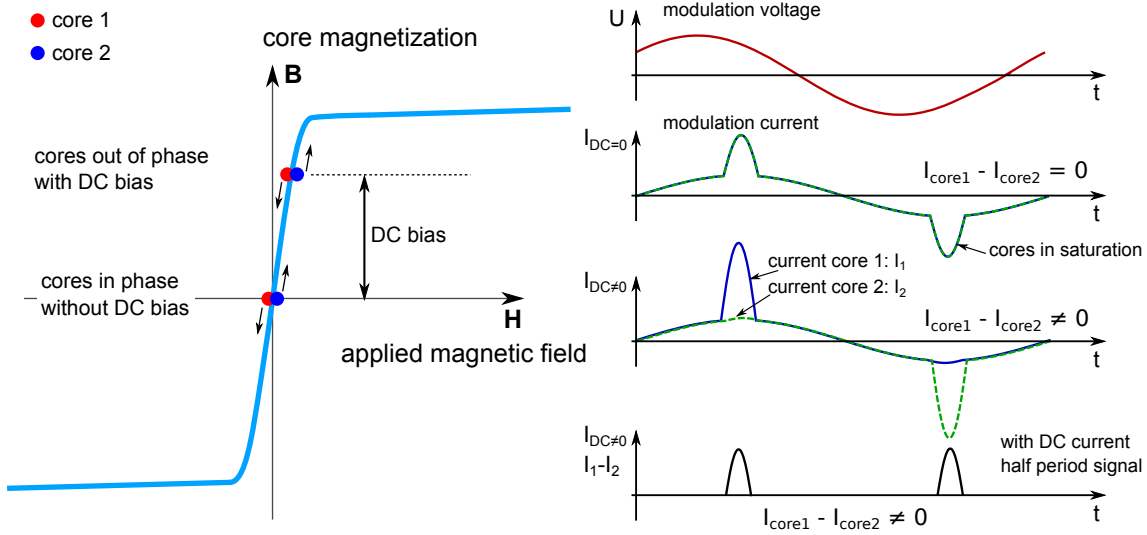 core 1
core 2
core magnetization
B
cores out of phase
with DC bias
DC bias
cores in phase
without DC bias
H
applied magnetic field
U
modulation voltage
t
I_DC=0
modulation current
I_core1 - I_core2 = 0
t
cores in saturation
I_DC≠0
current core 1: I_1
current core 2: I_2
I_core1 - I_core2 ≠ 0
t
I_DC≠0
I_1-I_2
with DC current
half period signal
t
I_core1 - I_core2 ≠ 0